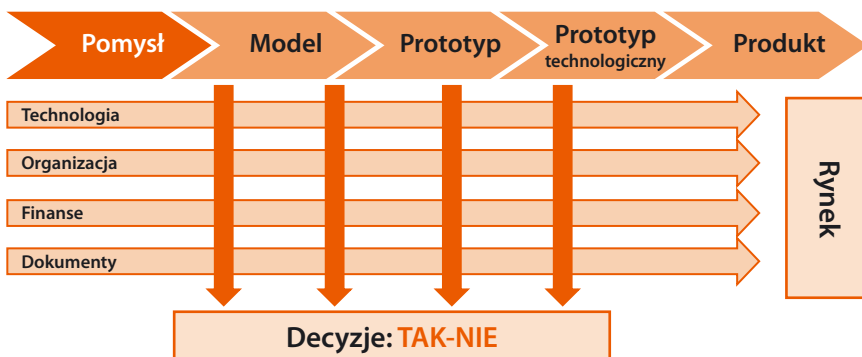 Pomysł
Model
Prototyp
Prototyp
technologiczny
Produkt
Technologia
Organizacja
Finanse
Dokumenty
Rynek
Decyzje: TAK-NIE